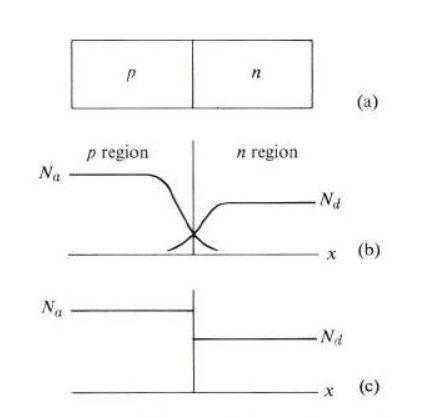 p n
(a)
p region n region
Na
Nd
x (b)
Na
Nd
x (c)